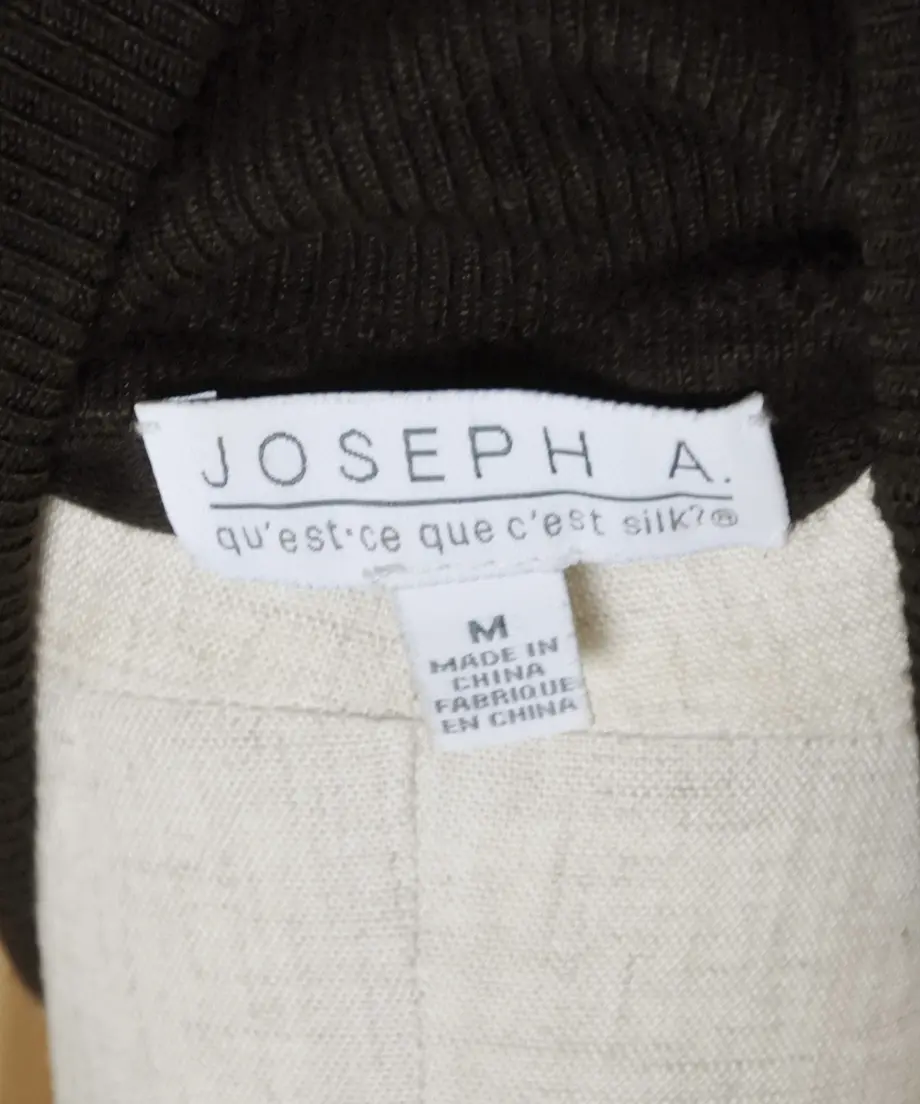 JOSEPH A.
qu'est·ce que c'est silk?®
M
MADE IN
CHINA
FABRIQUE
EN CHINA